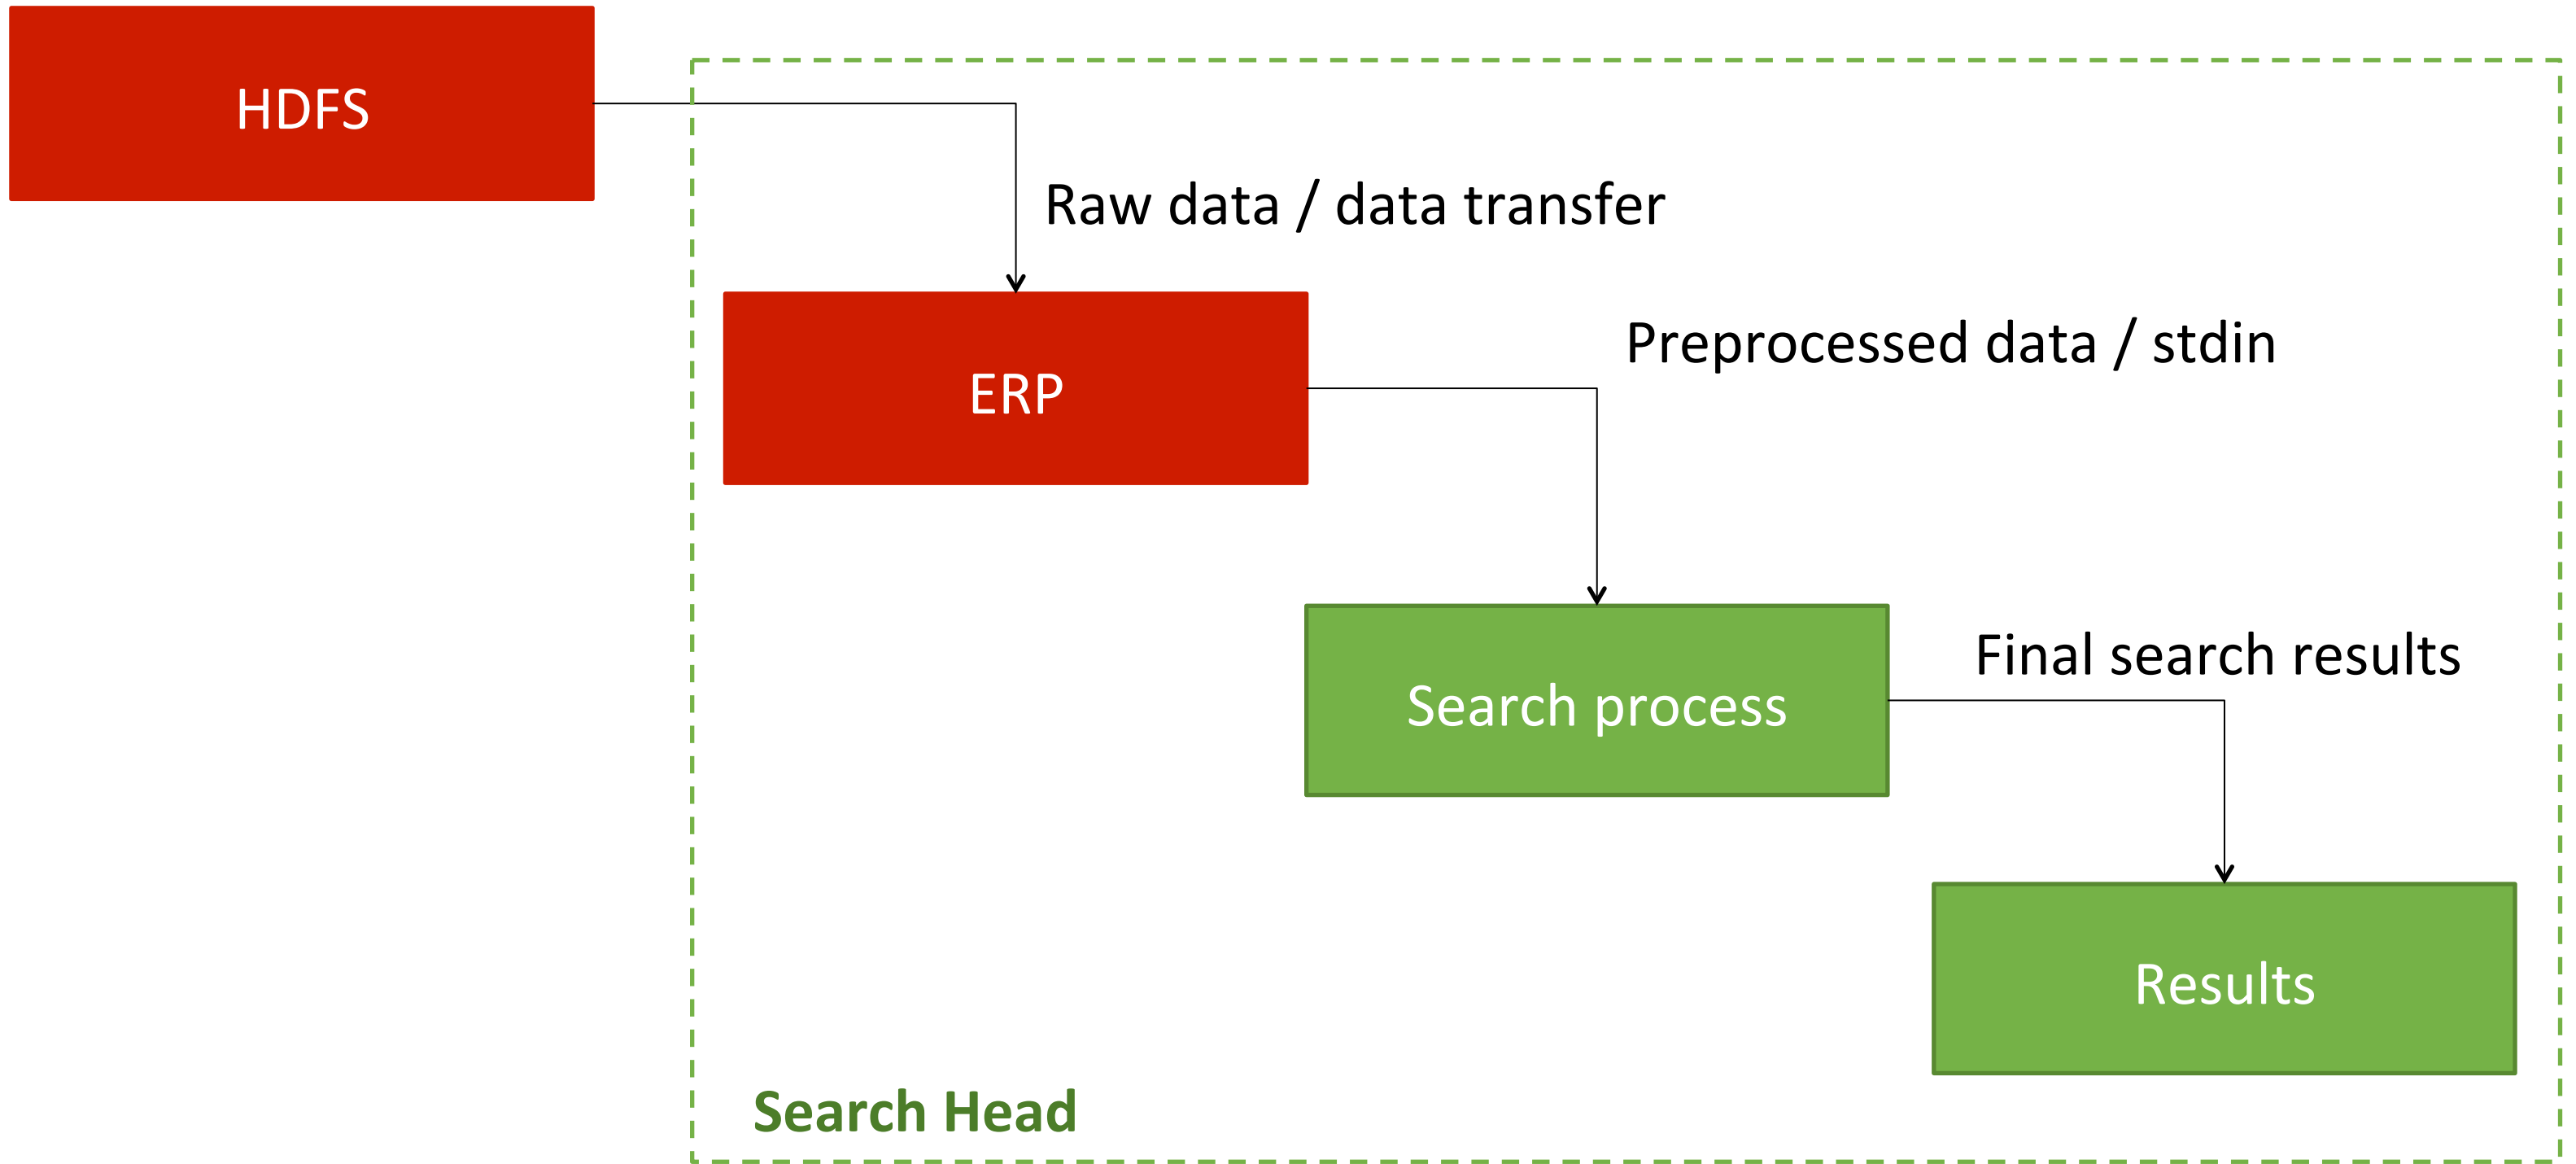 HDFS
Raw data / data transfer
Preprocessed data / stdin
ERP
Final search results
Search process
Results
Search Head